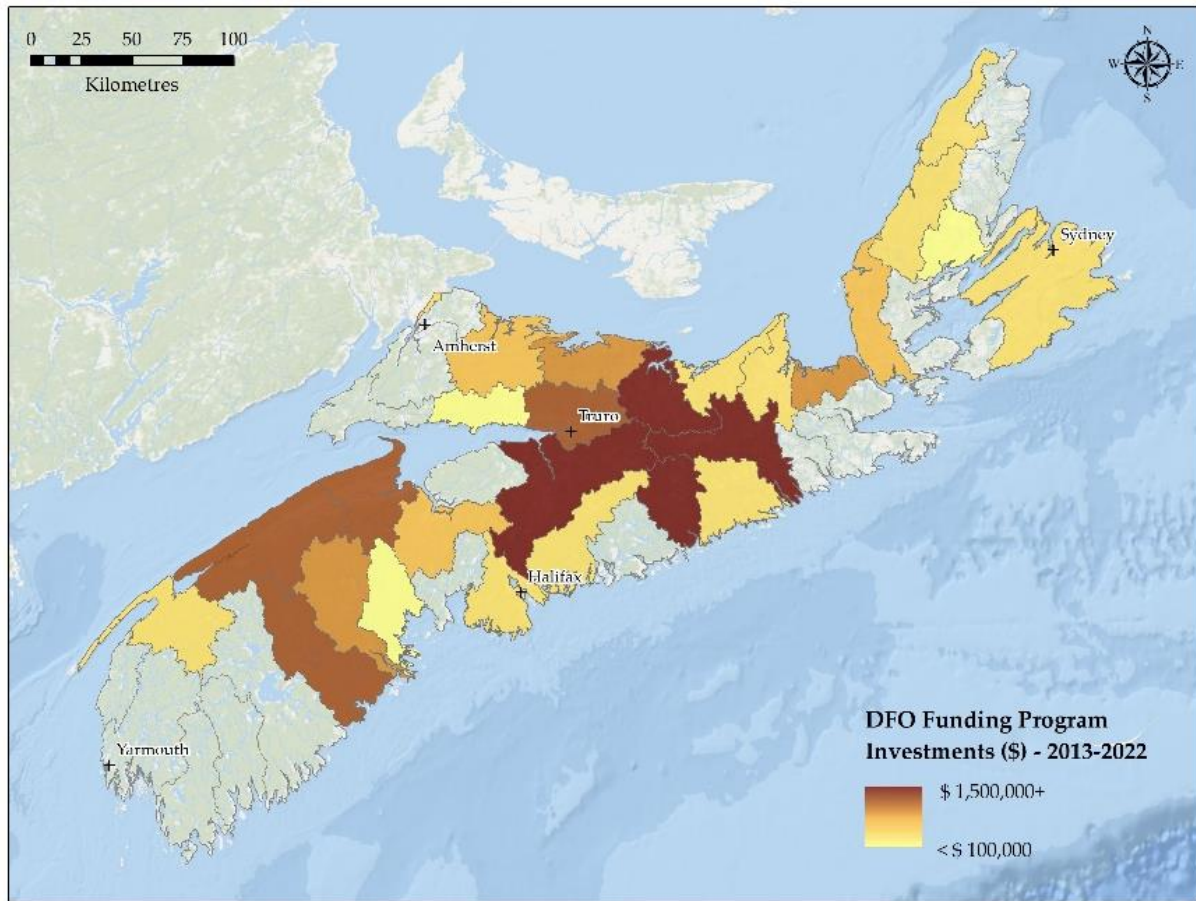 0 25 50 75 100
Kilometres
N
W E
S
Sydney
Amherst
Truro
Halifax
Yarmouth
DFO Funding Program
Investments ($) - 2013-2022
$ 1,500,000+
< $ 100,000